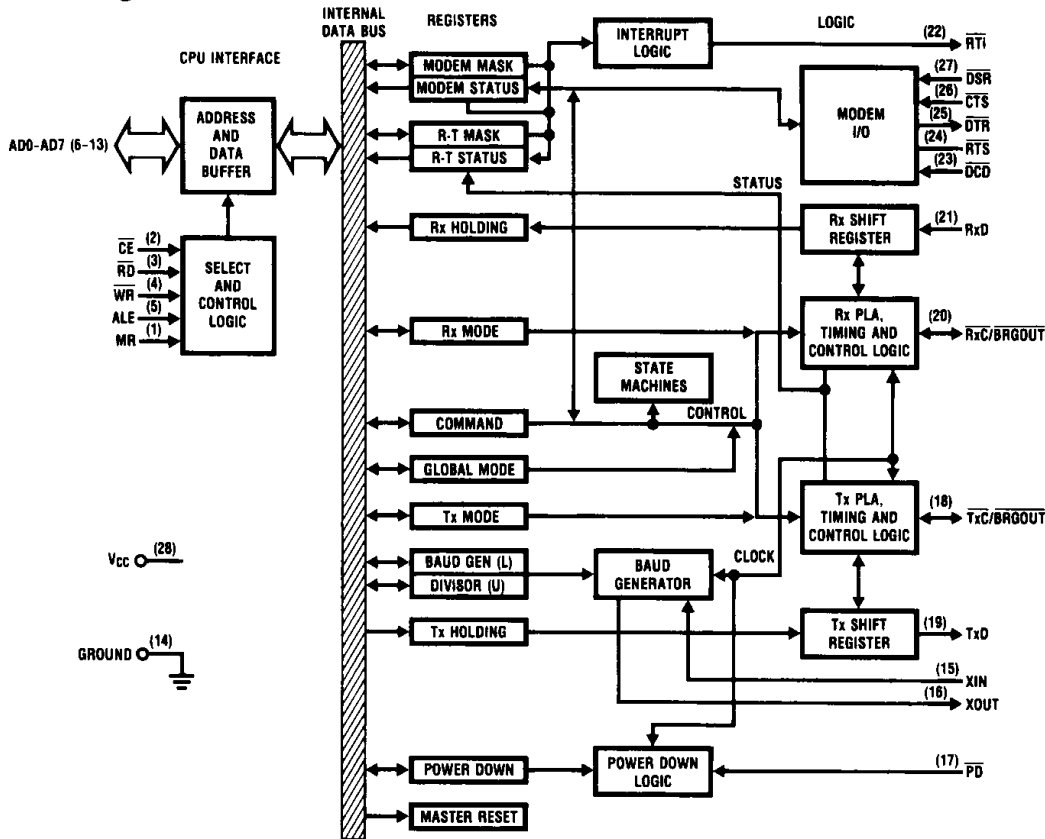 INTERNAL
DATA BUS
REGISTERS
LOGIC
CPU INTERFACE
ADDRESS
AND
DATA
BUFFER
AD0-AD7 (6-13)
SELECT
AND
CONTROL
LOGIC
(2)
CE
(3)
RD
(4)
WR
(5)
ALE
(1)
MR
VCC
(28)
GROUND
(14)
MODEM MASK
MODEM STATUS
R-T MASK
R-T STATUS
Rx HOLDING
Rx MODE
COMMAND
GLOBAL MODE
Tx MODE
BAUD GEN (L)
DIVISOR (U)
Tx HOLDING
POWER DOWN
MASTER RESET
INTERRUPT
LOGIC
STATUS
STATE
MACHINES
CONTROL
CLOCK
BAUD
GENERATOR
POWER DOWN
LOGIC
MODEM
I/O
Rx SHIFT
REGISTER
Rx PLA,
TIMING AND
CONTROL LOGIC
Tx PLA,
TIMING AND
CONTROL LOGIC
Tx SHIFT
REGISTER
(22)
RTI
(27)
DSR
(26)
CTS
(25)
DTR
(24)
RTS
(23)
DCD
(21)
RxD
(20)
RxC/BRGOUT
(18)
TxC/BRGOUT
(19)
TxD
(15)
XIN
(16)
XOUT
(17)
PD